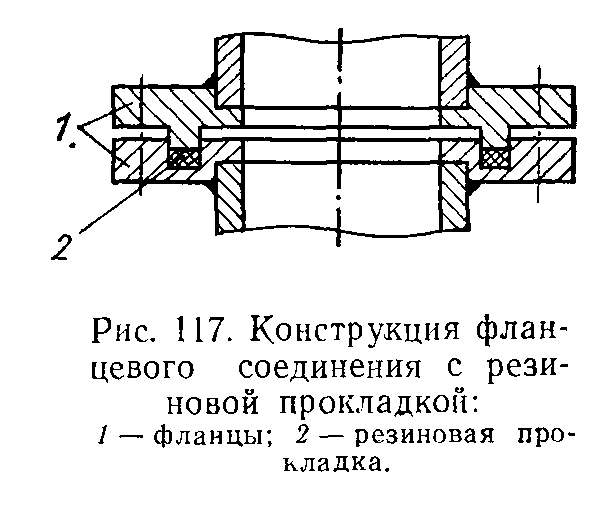 1.
2
Рис. 117. Конструкция флан-
цевого соединения с рези-
новой прокладкой:
1 — фланцы; 2 — резиновая про-
кладка.